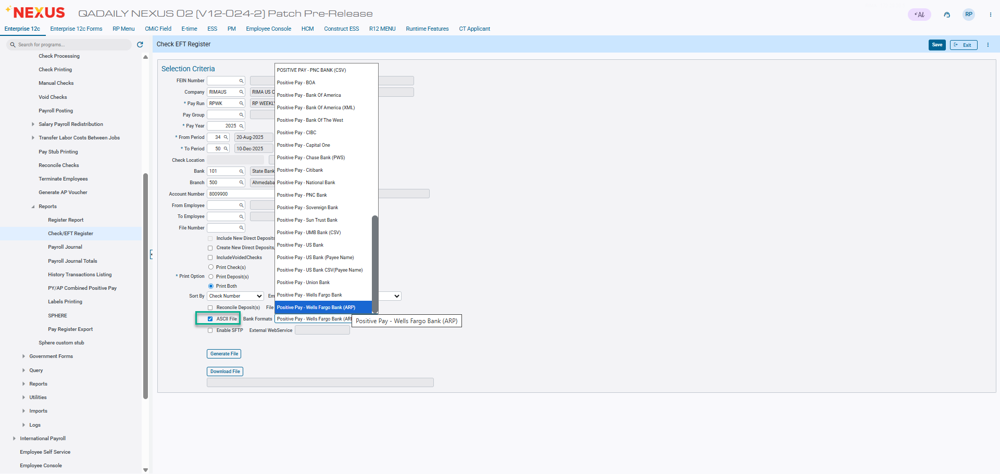 NEXUS
QADAILY NEXUS 02 (V12-024-2) Patch Pre-Release
AI
RP
Enterprise 12c Enterprise 12c Forms RP Menu CMiC Field E-time ESS PM Employee Console HCM Construct ESS R12 MENU Runtime Features CT Applicant
Search for programs...
Check Processing
Check Printing
Manual Checks
Void Checks
Payroll Posting
Salary Payroll Redistribution
Transfer Labor Costs Between Jobs
Pay Stub Printing
Reconcile Checks
Terminate Employees
Generate AP Voucher
Reports
Register Report
Check/EFT Register
Payroll Journal
Payroll Journal Totals
History Transactions Listing
PY/AP Combined Positive Pay
Labels Printing
SPHERE
Pay Register Export
Sphere custom stub
Government Forms
Query
Reports
Utilities
Imports
Logs
International Payroll
Employee Self Service
Employee Console
Check EFT Register
Save
Exit
Selection Criteria
FEIN Number
Company RIMAUS RIMA US C
* Pay Run RPWK RP WEEKLY
Pay Group
* Pay Year 2025
* From Period 34 20-Aug-2025
* To Period 50 10-Dec-2025
Check Location
Bank 101 State Bank
Branch 500 Ahmedaba
Account Number 8009900
From Employee
To Employee
File Number
Include New Direct Deposits
Create New Direct Deposits,
IncludeVoidedChecks
Print Check(s)
* Print Option Print Deposit(s)
Print Both
Sort By Check Number Em
Reconcile Deposit(s) File
ASCII File Bank Formats Positive Pay - Wells Fargo Bank (AR
Enable SFTP External WebService
Generate File
Download File
POSITIVE PAY - PNC BANK (CSV)
Positive Pay - BOA
Positive Pay - Bank Of America
Positive Pay - Bank Of America (XML)
Positive Pay - Bank Of The West
Positive Pay - CIBC
Positive Pay - Capital One
Positive Pay - Chase Bank (PWS)
Positive Pay - Citibank
Positive Pay - National Bank
Positive Pay - PNC Bank
Positive Pay - Sovereign Bank
Positive Pay - Sun Trust Bank
Positive Pay - UMB Bank (CSV)
Positive Pay - US Bank
Positive Pay - US Bank (Payee Name)
Positive Pay - US Bank CSV(Payee Name)
Positive Pay - Union Bank
Positive Pay - Wells Fargo Bank
Positive Pay - Wells Fargo Bank (ARP)
Positive Pay - Wells Fargo Bank (ARP)